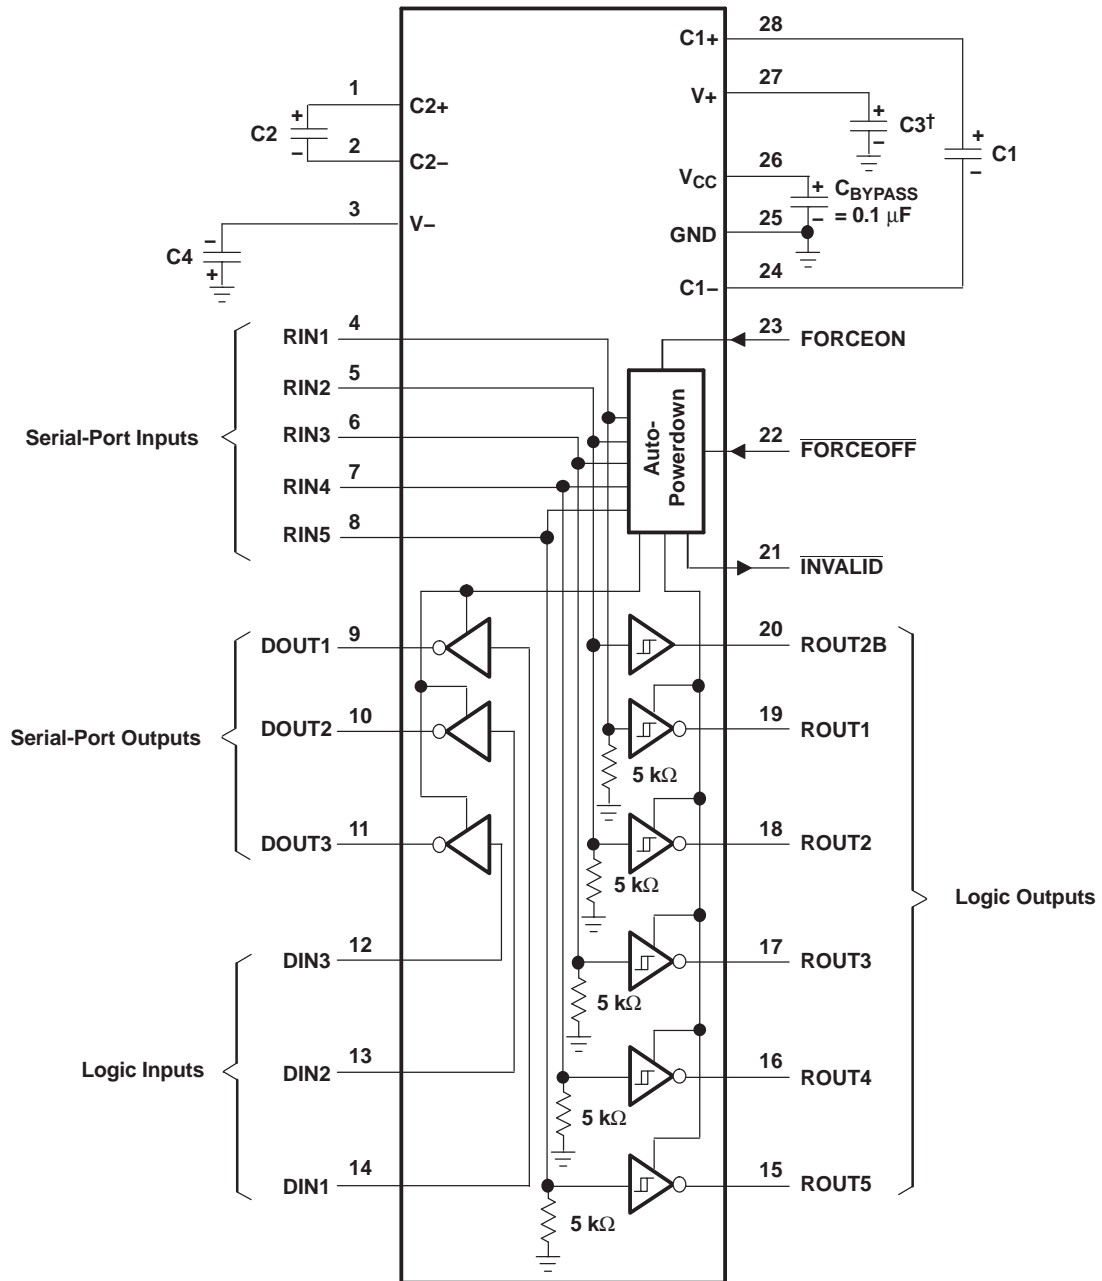 28
C1+
27
V+
1
C2+
+
C2
–
2
C2–
+
C3†
–
+
C1
–
26
VCC
+
CBYPASS
= 0.1 μF
–
25
GND
3
V–
–
C4
+
24
C1–
4
RIN1
5
RIN2
6
RIN3
7
RIN4
8
RIN5
Serial-Port Inputs
23
FORCEON
Auto-
Powerdown
22
FORCEOFF
21
INVALID
9
DOUT1
10
DOUT2
11
DOUT3
Serial-Port Outputs
20
ROUT2B
19
ROUT1
5 kΩ
18
ROUT2
5 kΩ
17
ROUT3
5 kΩ
16
ROUT4
5 kΩ
15
ROUT5
5 kΩ
Logic Outputs
12
DIN3
13
DIN2
14
DIN1
Logic Inputs